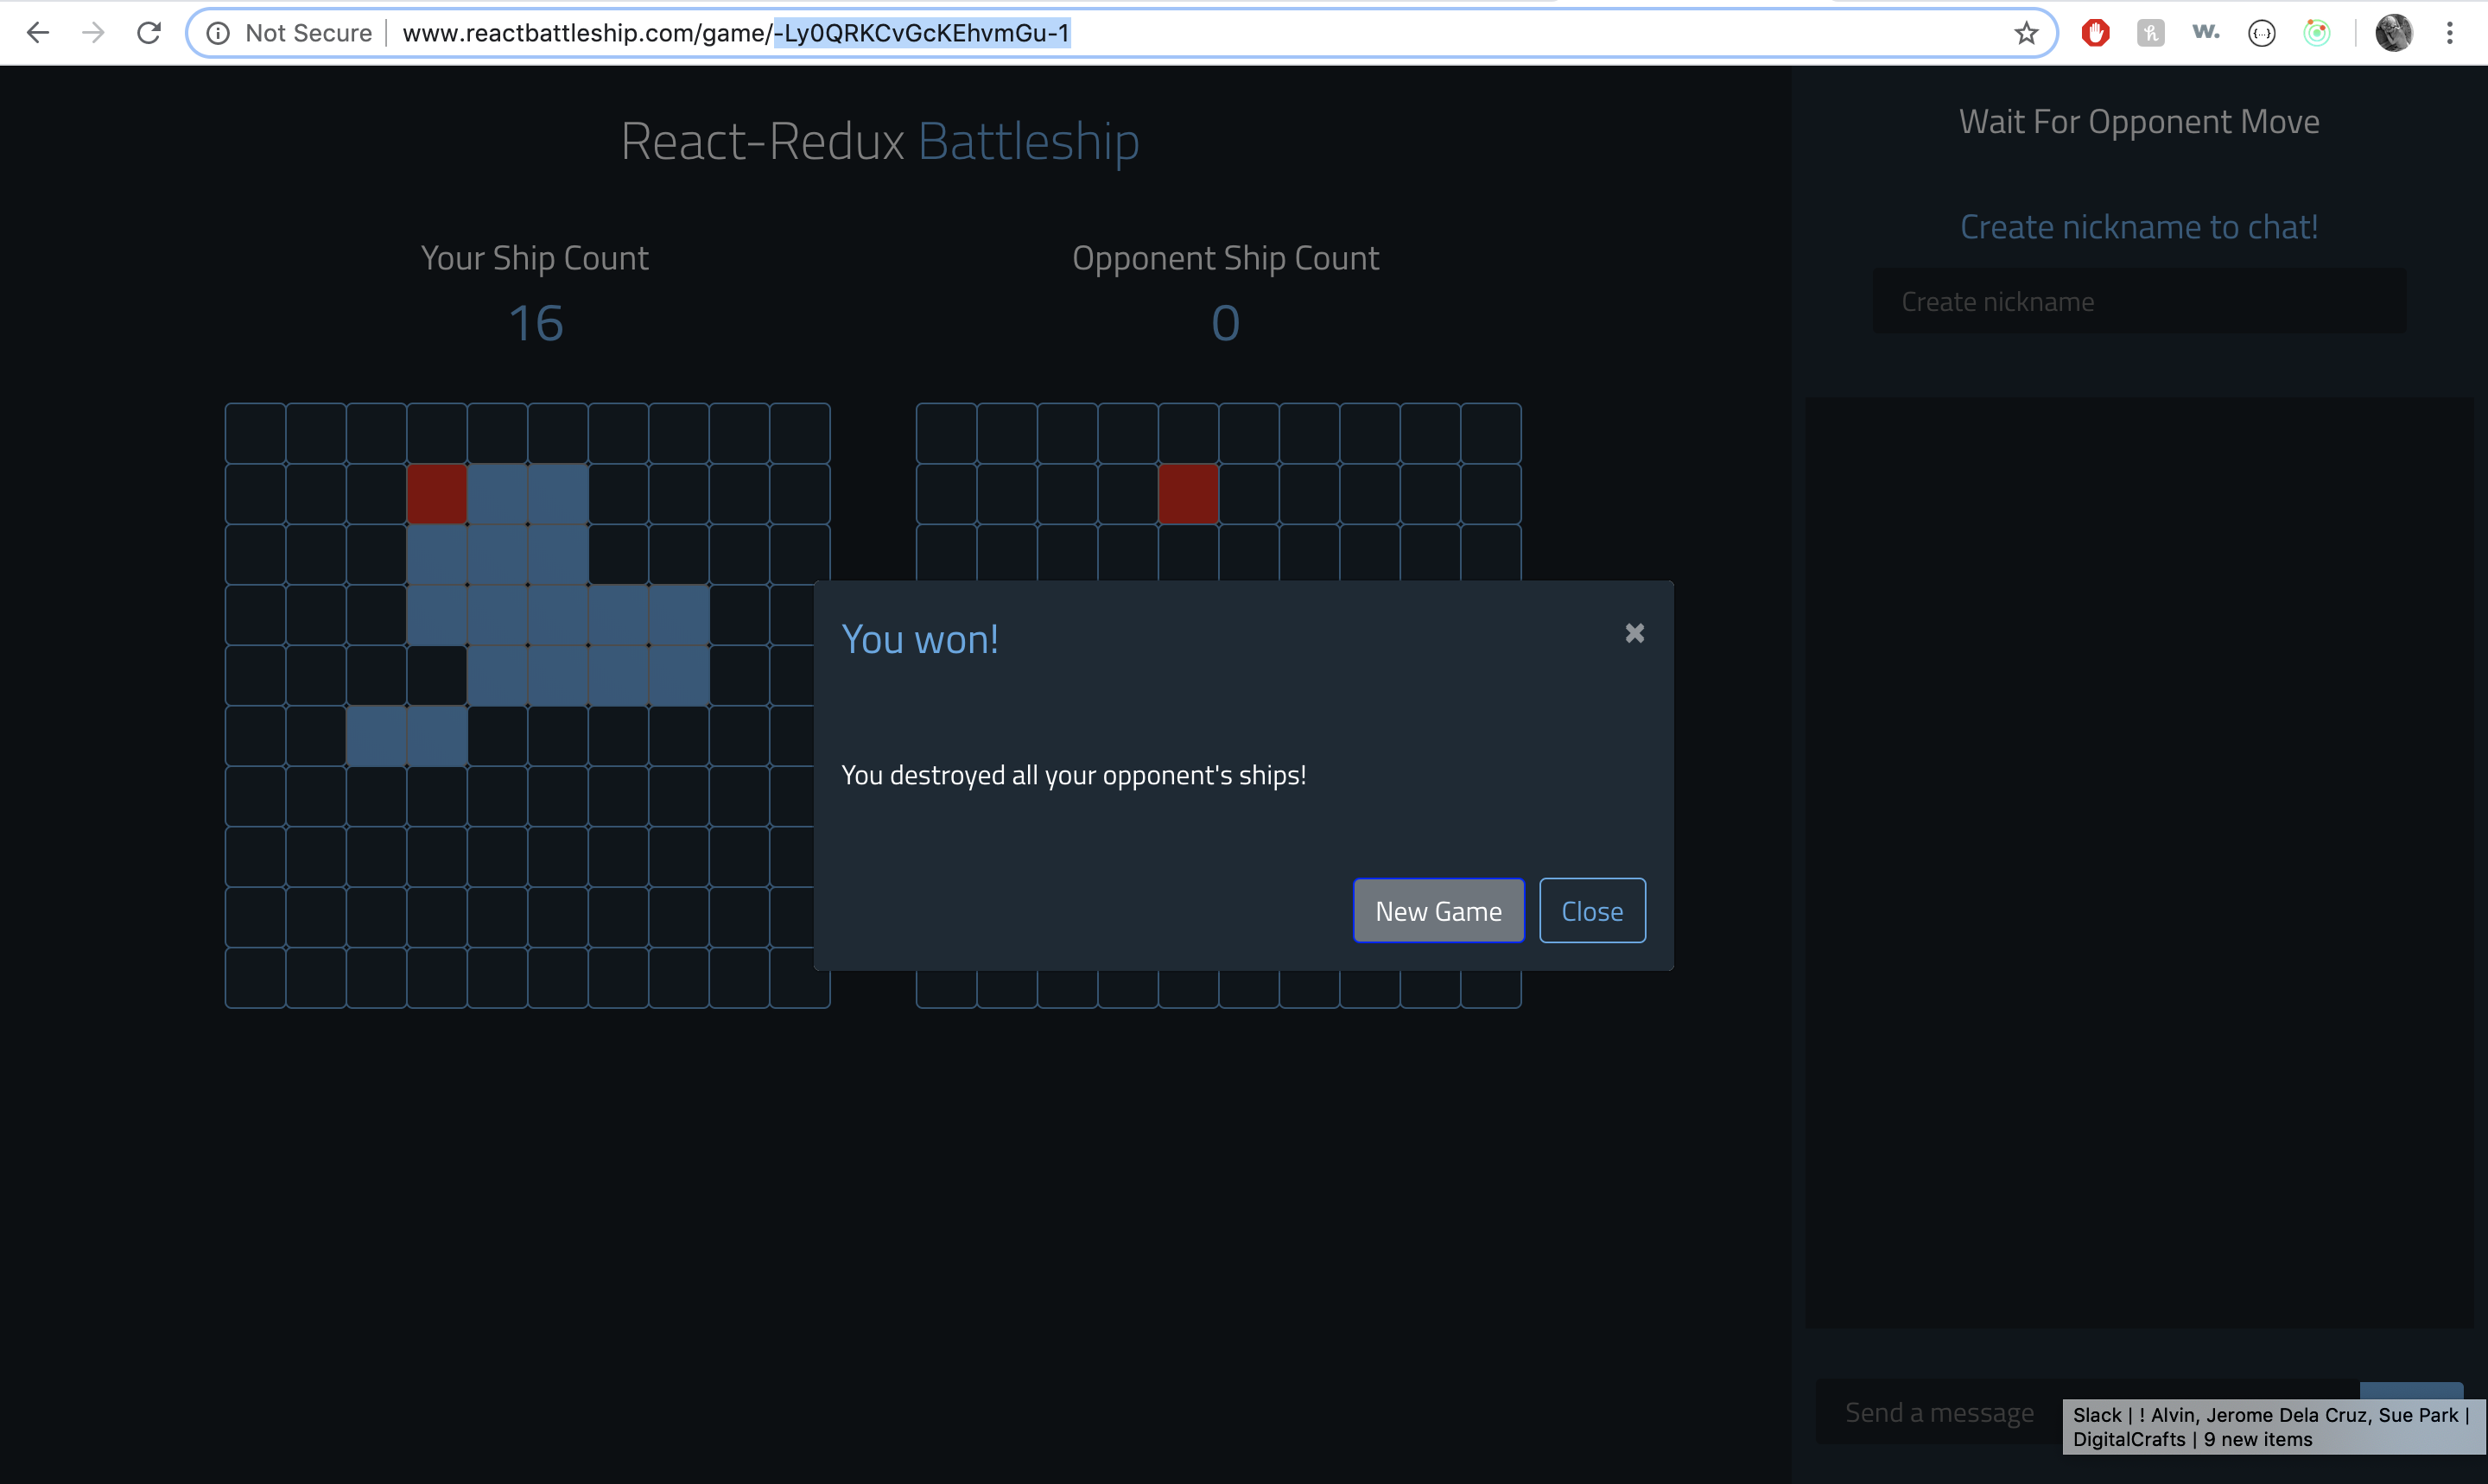 Not Secure
www.reactbattleship.com/game/-Ly0QRKCvGcKEhvmGu-1
w.
React-Redux Battleship
Wait For Opponent Move
Create nickname to chat!
Create nickname
Your Ship Count
16
Opponent Ship Count
0
You won!
You destroyed all your opponent's ships!
New Game
Close
Send a message
Slack | ! Alvin, Jerome Dela Cruz, Sue Park |
DigitalCrafts | 9 new items